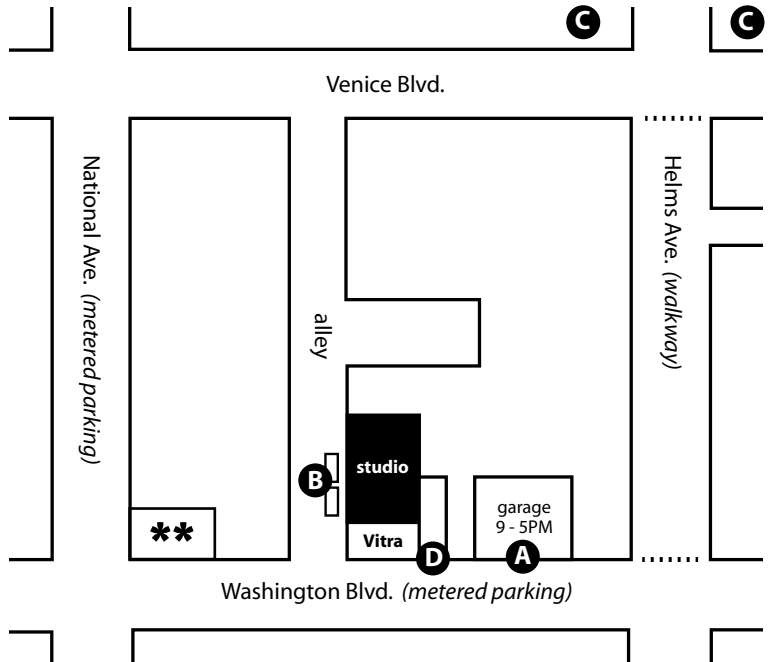 C
C
Venice Blvd.
National Ave. (metered parking)
Helms Ave. (walkway)
alley
studio
B
garage
9 - 5PM
**
Vitra
D
A
Washington Blvd. (metered parking)